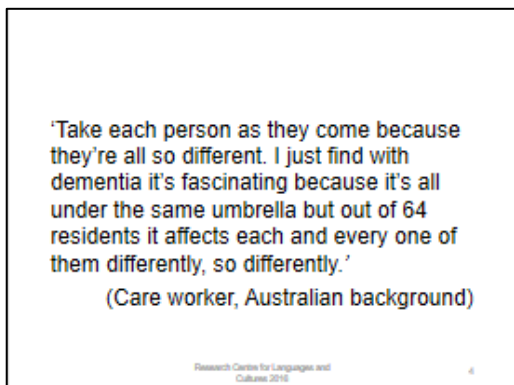 ‘Take each person as they come because
they’re all so different. I just find with
dementia it’s fascinating because it’s all
under the same umbrella but out of 64
residents it affects each and every one of
them differently, so differently.’
(Care worker, Australian background)
Research Centre for Languages and
Cultures 2016
4